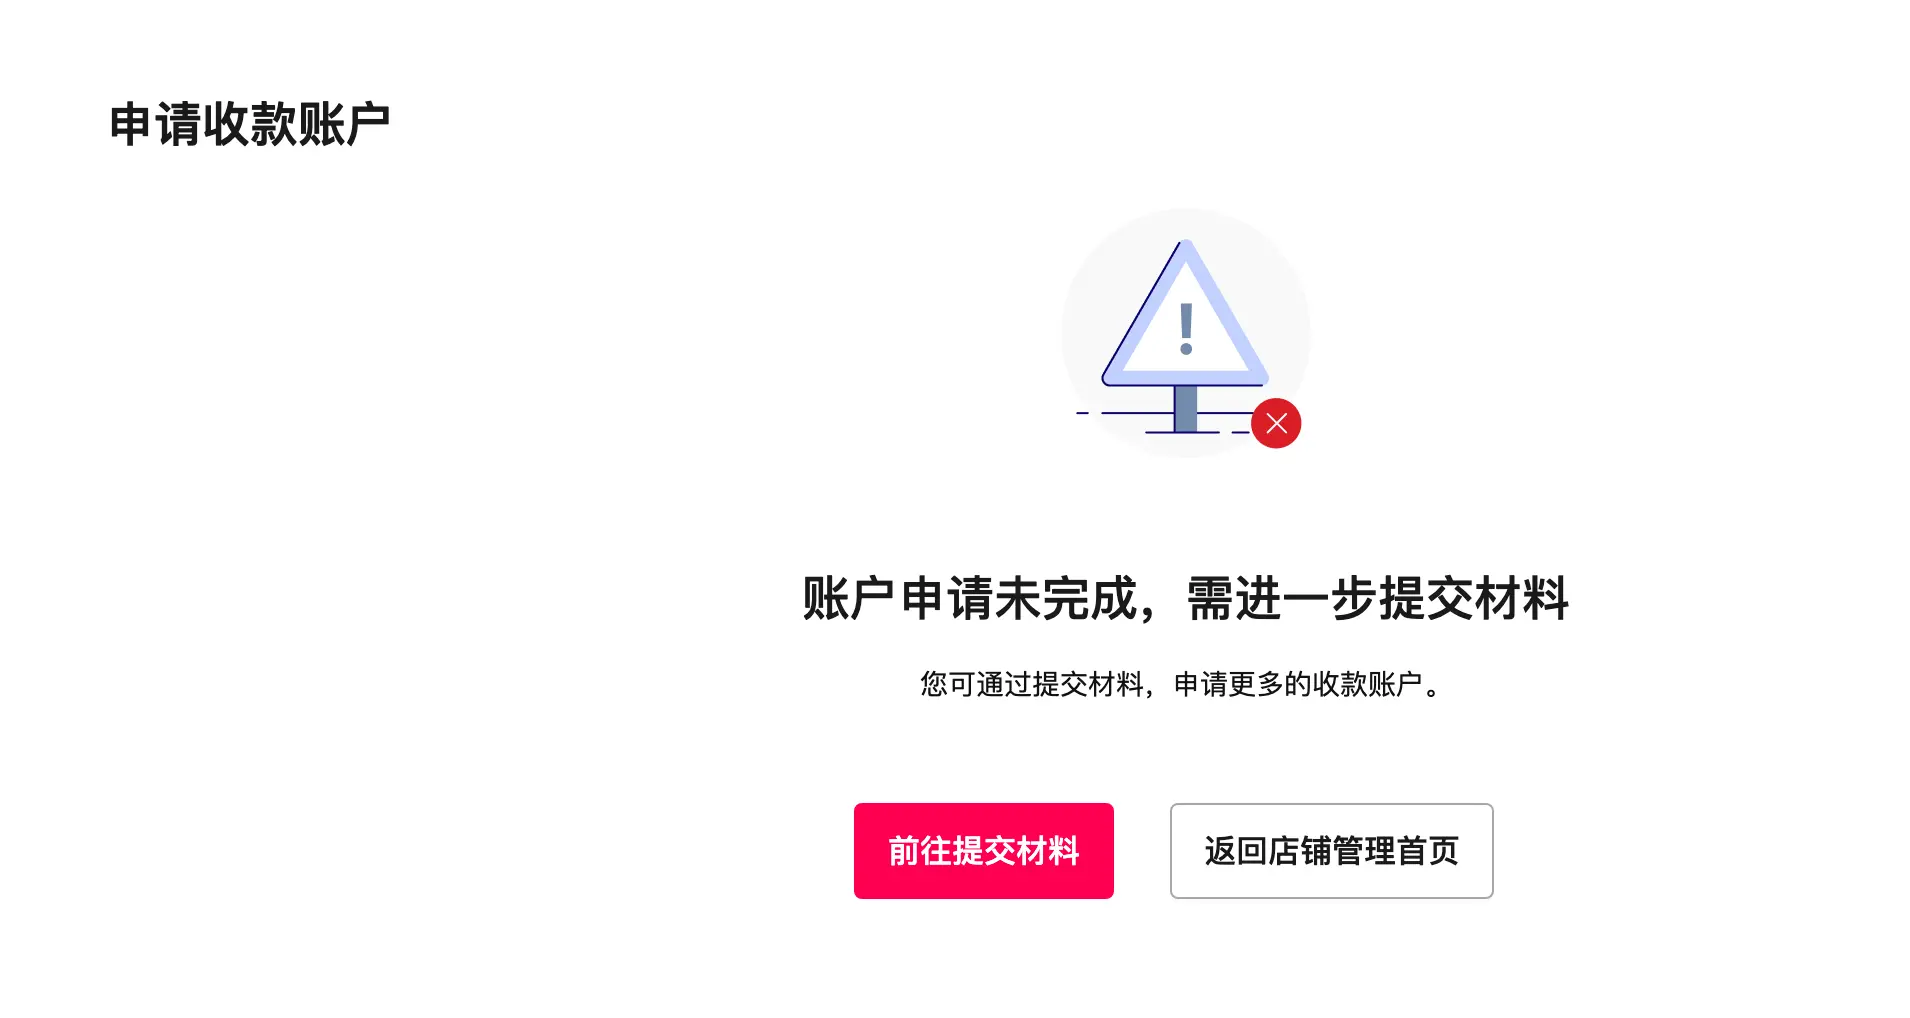 申请收款账户
账户申请未完成，需进一步提交材料
您可通过提交材料，申请更多的收款账户。
前往提交材料
返回店铺管理首页